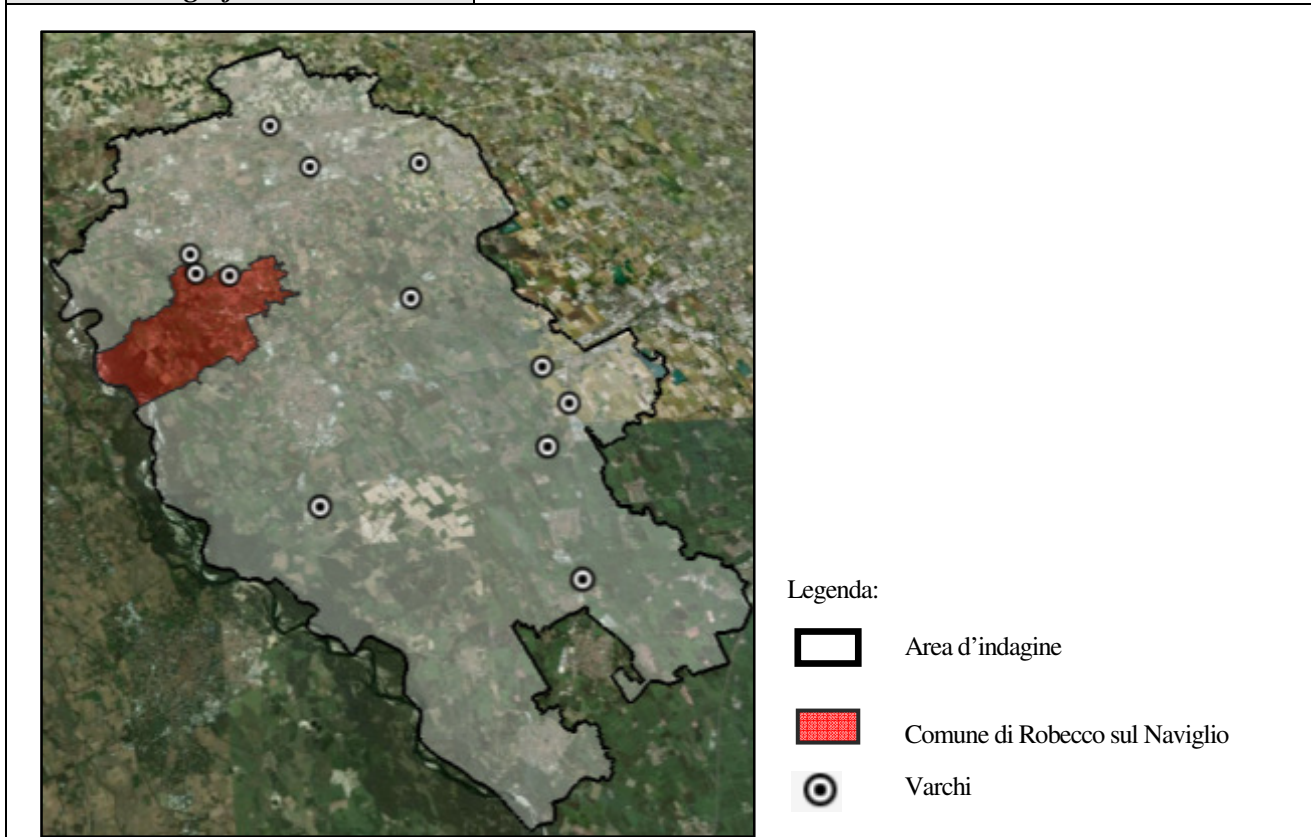 Legenda:
Area d’indagine
Comune di Robecco sul Naviglio
Varchi